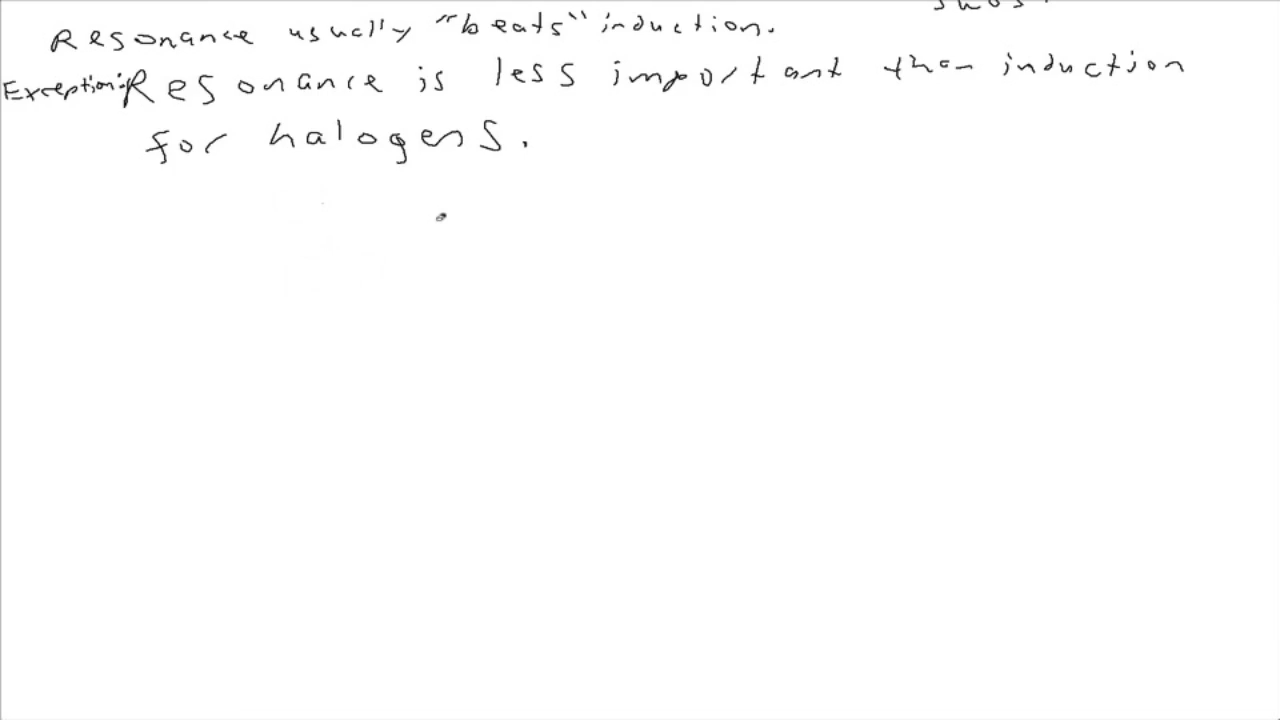 Resonance usually "beats" induction.
Exception: Resonance is less important than induction
for halogens.